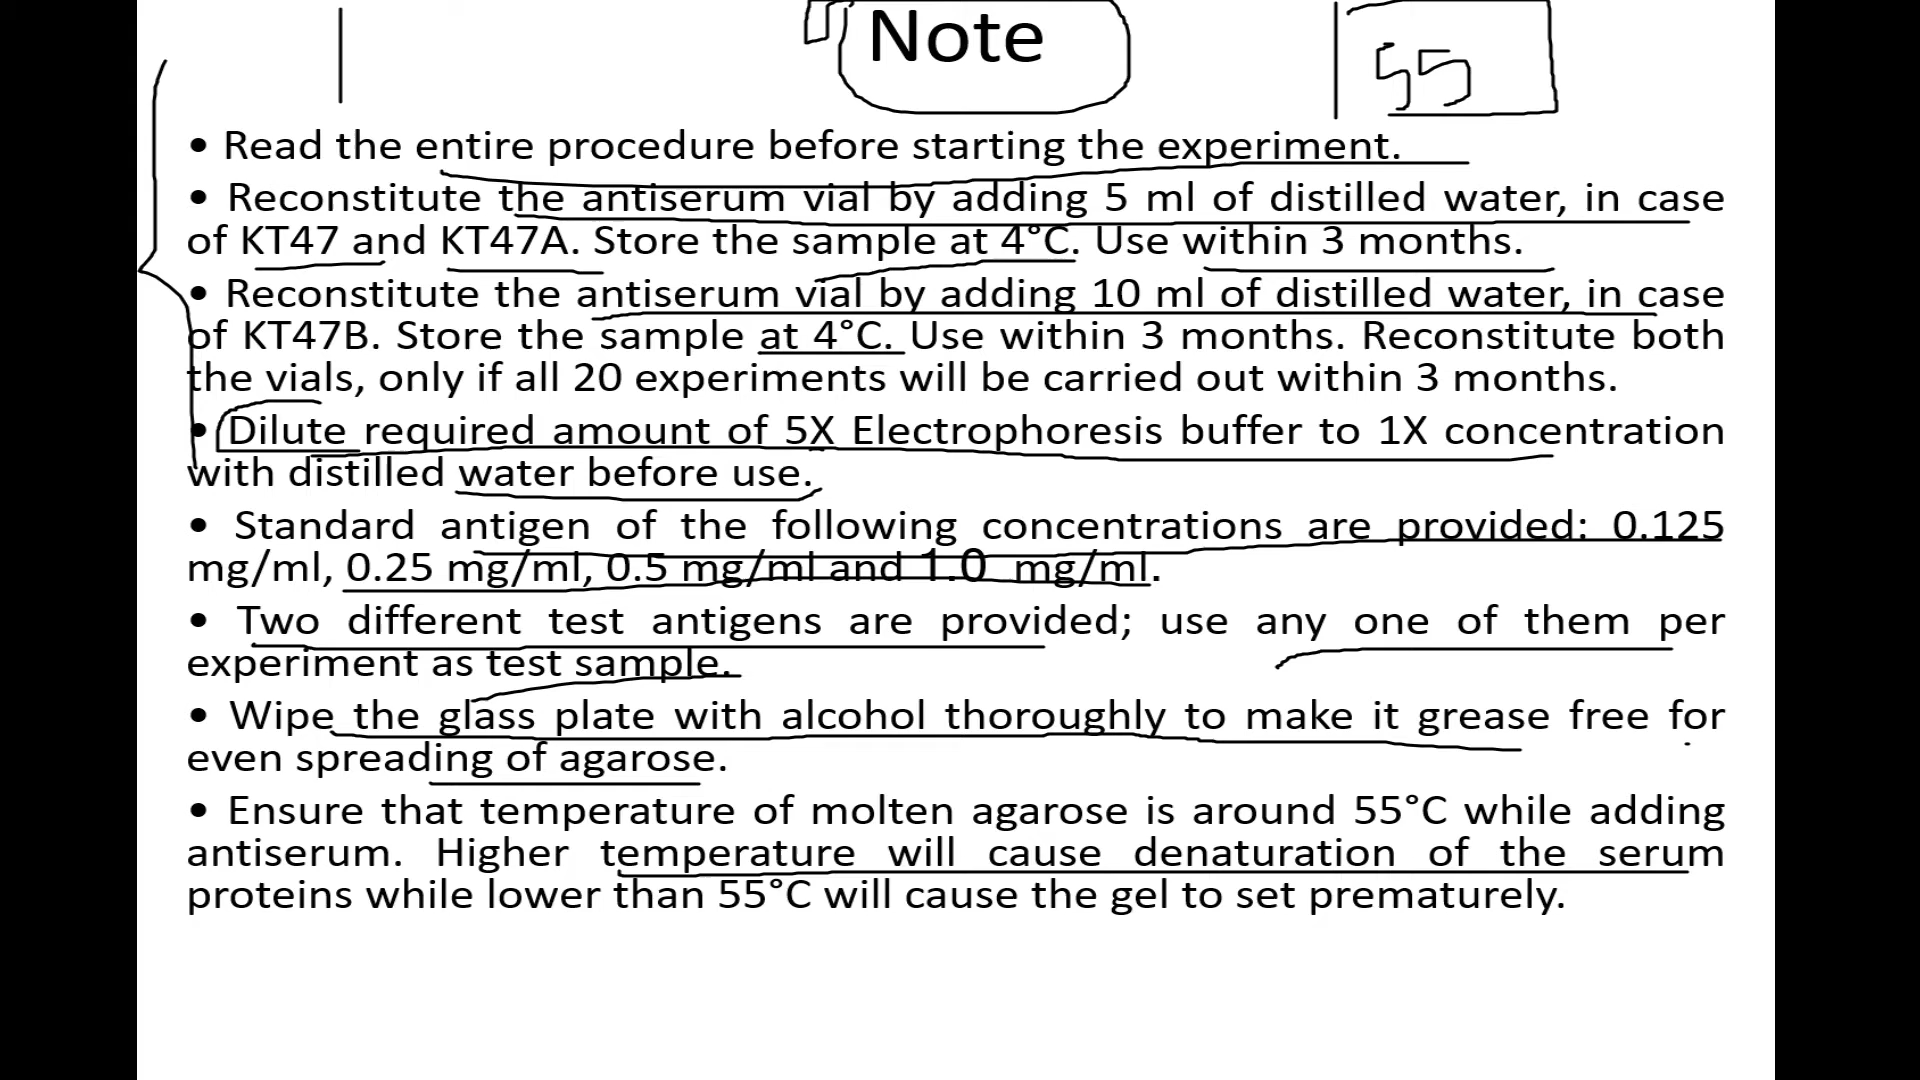 Note
55
• Read the entire procedure before starting the experiment.
• Reconstitute the antiserum vial by adding 5 ml of distilled water, in case
of KT47 and KT47A. Store the sample at 4°C. Use within 3 months.
• Reconstitute the antiserum vial by adding 10 ml of distilled water, in case
of KT47B. Store the sample at 4°C. Use within 3 months. Reconstitute both
the vials, only if all 20 experiments will be carried out within 3 months.
• Dilute required amount of 5X Electrophoresis buffer to 1X concentration
with distilled water before use.
• Standard antigen of the following concentrations are provided: 0.125
mg/ml, 0.25 mg/ml, 0.5 mg/ml and 1.0 mg/ml.
• Two different test antigens are provided; use any one of them per
experiment as test sample.
• Wipe the glass plate with alcohol thoroughly to make it grease free for
even spreading of agarose.
• Ensure that temperature of molten agarose is around 55°C while adding
antiserum. Higher temperature will cause denaturation of the serum
proteins while lower than 55°C will cause the gel to set prematurely.